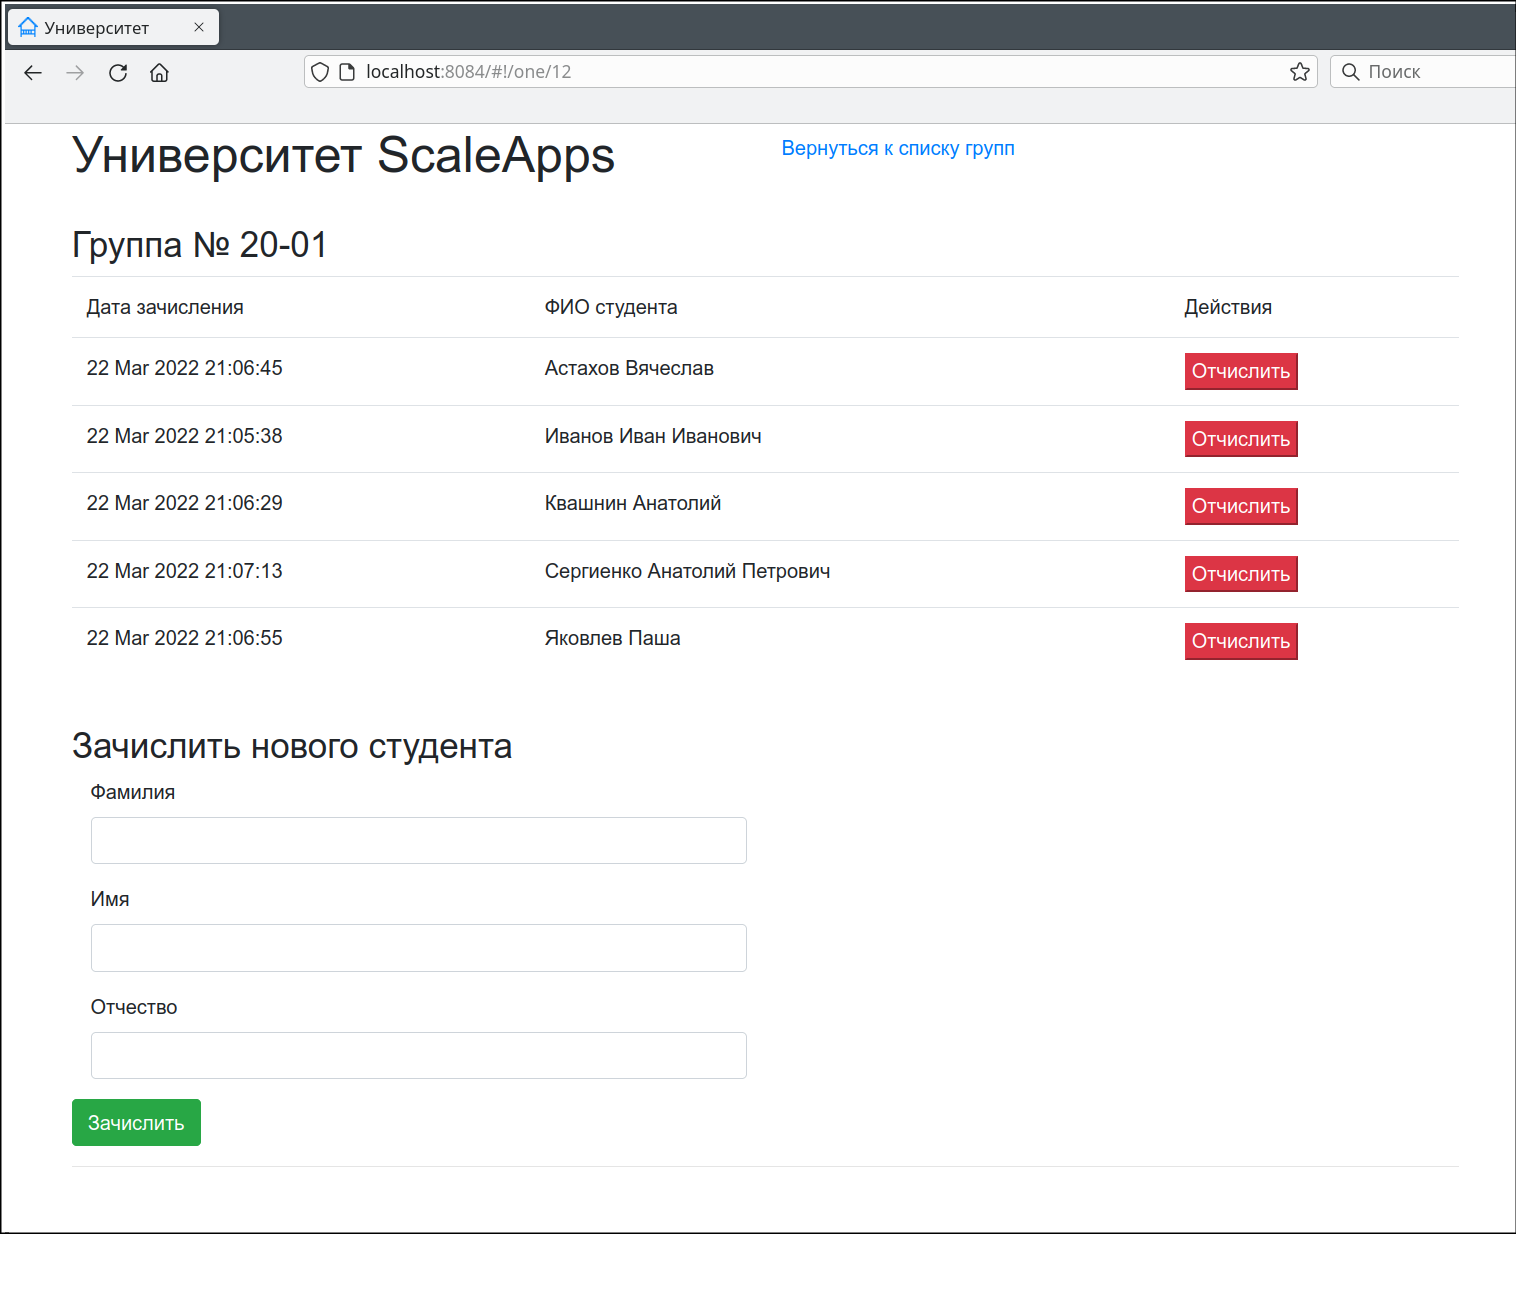 Университет
localhost:8084/#!/one/12
Поиск
Университет ScaleApps
Вернуться к списку групп
Группа № 20-01
Дата зачисления ФИО студента Действия
22 Mar 2022 21:06:45 Астахов Вячеслав Отчислить
22 Mar 2022 21:05:38 Иванов Иван Иванович Отчислить
22 Mar 2022 21:06:29 Квашнин Анатолий Отчислить
22 Mar 2022 21:07:13 Сергиенко Анатолий Петрович Отчислить
22 Mar 2022 21:06:55 Яковлев Паша Отчислить
Зачислить нового студента
Фамилия
Имя
Отчество
Зачислить